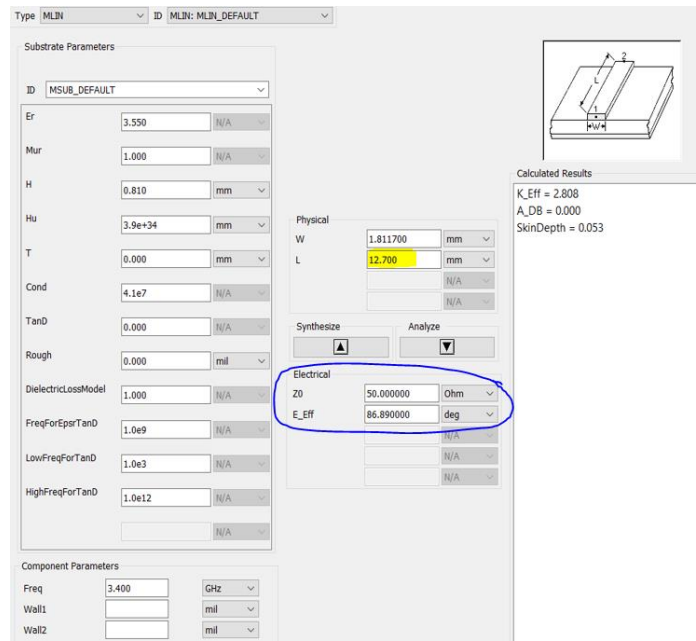 Type MLIN ID MLIN: MLIN_DEFAULT
Substrate Parameters
ID MSUB_DEFAULT
Er 3.550 N/A
Mur 1.000 N/A
H 0.810 mm
Hu 3.9e+34 mm
T 0.000 mm
Cond 4.1e7 N/A
TanD 0.000 N/A
Rough 0.000 mil
DielectricLossModel 1.000 N/A
FreqForEpsrTanD 1.0e9 N/A
LowFreqForTanD 1.0e3 N/A
HighFreqForTanD 1.0e12 N/A
N/A
Component Parameters
Freq 3.400 GHz
Wall1 mil
Wall2 mil
Physical
W 1.811700 mm
L 12.700 mm
N/A
N/A
Synthesize Analyze
Electrical
Z0 50.000000 Ohm
E_Eff 86.890000 deg
N/A
N/A
N/A
2
L
1
W
Calculated Results
K_Eff = 2.808
A_DB = 0.000
SkinDepth = 0.053